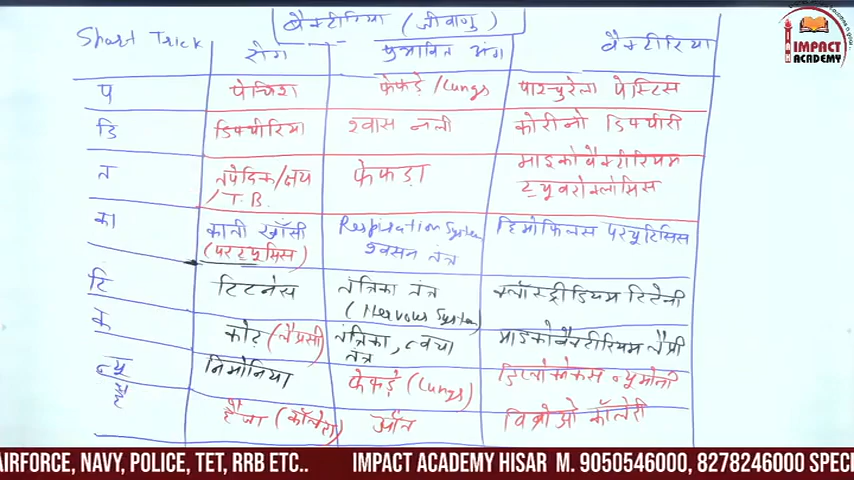 बैक्टीरिया (जीवाणु)
Short Trick रोग प्रभावित अंग बैक्टीरिया
IMPACT
ACADEMY
प पेचिश फेफड़े/Lungs पाश्चुरेला पेस्टिस
डि डिफ्थीरिया श्वास नली कोरीनो डिफ्थीरी
त तपेदिक/क्षय फेफड़ा माइकोबैक्टीरियम
/T.B. ट्यूबरोक्लोसिस
का काली खाँसी Respiration System हिमोफिलस परट्यूसिस
(परट्यूसिस) श्वसन तंत्र
टि टिटनेस तंत्रिका तंत्र क्लॉस्ट्रीडियम टिटेनी
(Nervous System)
क कोढ़ (लैप्रसी) तंत्रिका, त्वचा माइकोबैक्टीरियम लैप्री
तंत्र
न्यू निमोनिया फेफड़े (Lungs) डिप्लोकोकस न्यूमोनी
है हैजा (कॉलेरा) आँत विब्रीओ कॉलेरी
AIRFORCE, NAVY, POLICE, TET, RRB ETC.. IMPACT ACADEMY HISAR M. 9050546000, 8278246000 SPECI